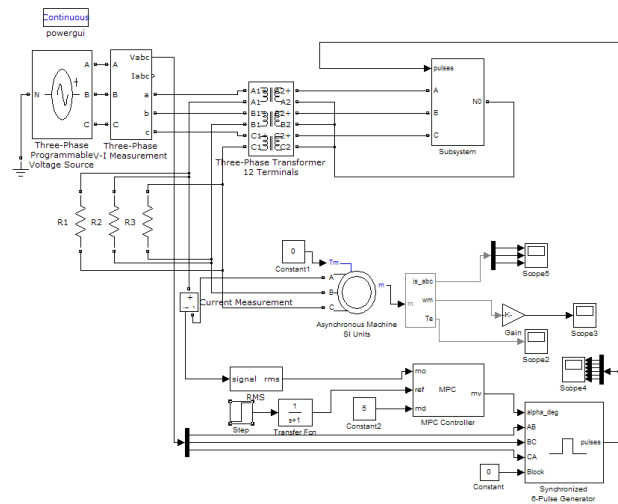 Continuous
powergui
A
B
C
N
Three-Phase
Programmable
Voltage Source
A
B
C
Vabc
Iabc
a
b
c
Three-Phase
V-I Measurement
A1+
A1
B1+
B1
C1+
C1
A2+
A2
B2+
B2
C2+
C2
Three-Phase Transformer
12 Terminals
pulses
A
B
C
N0
Subsystem
R1
R2
R3
0
Constant1
Tm
A
B
C
m
Asynchronous Machine
SI Units
m
is_abc
wm
Te
Scope5
-K-
Gain
Scope3
Scope2
Scope4
+
-
i
Current Measurement
signal rms
RMS
Step
1
s+1
Transfer Fcn
5
Constant2
mo
ref
md
MPC
mv
MPC Controller
alpha_deg
AB
BC
CA
Block
pulses
0
Constant
Synchronized
6-Pulse Generator